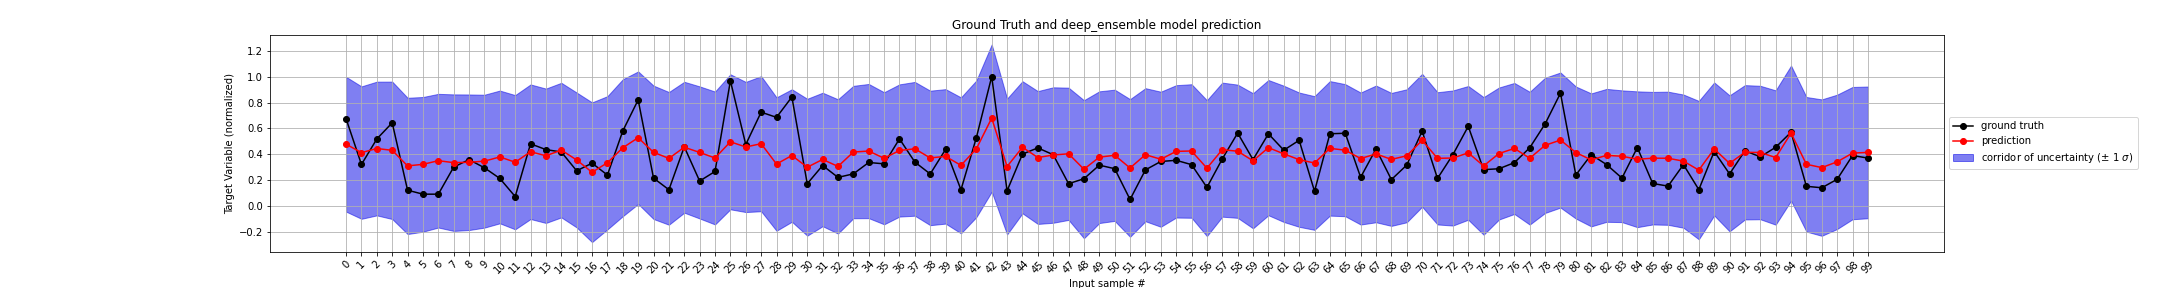 Ground Truth and deep_ensemble model prediction
Target Variable (normalized)
1.2
1.0
0.8
0.6
0.4
0.2
0.0
−0.2
0 1 2 3 4 5 6 7 8 9 10 11 12 13 14 15 16 17 18 19 20 21 22 23 24 25 26 27 28 29 30 31 32 33 34 35 36 37 38 39 40 41 42 43 44 45 46 47 48 49 50 51 52 53 54 55 56 57 58 59 60 61 62 63 64 65 66 67 68 69 70 71 72 73 74 75 76 77 78 79 80 81 82 83 84 85 86 87 88 89 90 91 92 93 94 95 96 97 98 99
Input sample #
ground truth
prediction
corridor of uncertainty (± 1 σ)